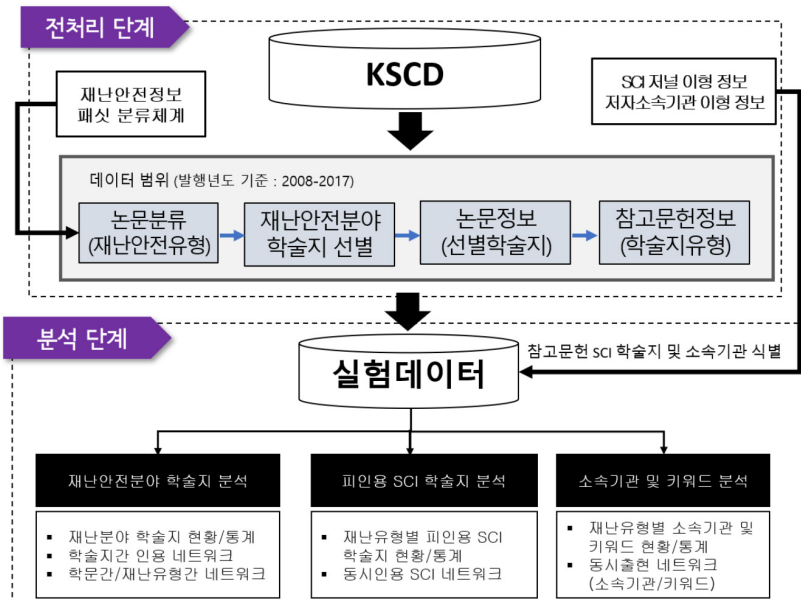 전처리 단계
KSCD
재난안전정보
패싯 분류체계
SCI 저널 이형 정보
저자소속기관 이형 정보
데이터 범위 (발행년도 기준 : 2008-2017)
논문분류
(재난안전유형)
재난안전분야
학술지 선별
논문정보
(선별학술지)
참고문헌정보
(학술지유형)
분석 단계
실험데이터
참고문헌 SCI 학술지 및 소속기관 식별
재난안전분야 학술지 분석
▪ 재난분야 학술지 현황/통계
▪ 학술지간 인용 네트워크
▪ 학문간/재난유형간 네트워크
피인용 SCI 학술지 분석
▪ 재난유형별 피인용 SCI
학술지 현황/통계
▪ 동시인용 SCI 네트워크
소속기관 및 키워드 분석
▪ 재난유형별 소속기관 및
키워드 현황/통계
▪ 동시출현 네트워크
(소속기관/키워드)